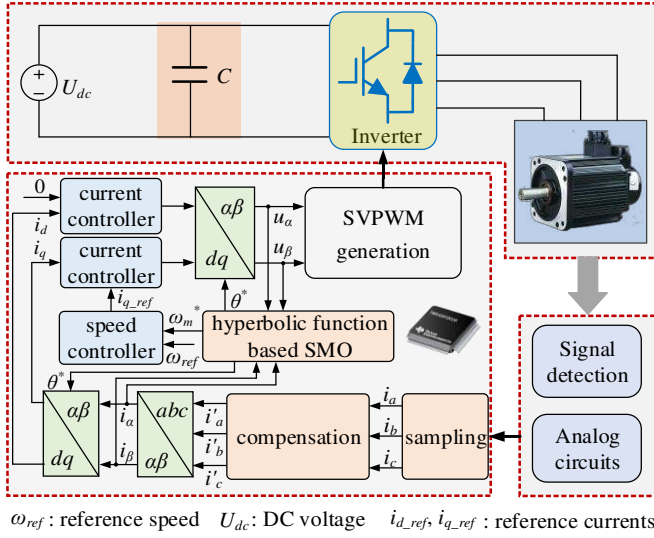 U_dc
C
Inverter
0
i_d
i_q
current
controller
current
controller
αβ
dq
u_α
u_β
SVPWM
generation
i_q_ref
ω_m^*
θ^*
speed
controller
ω_ref
hyperbolic function
based SMO
θ^*
αβ
dq
i_α
i_β
abc
αβ
i'_a
i'_b
i'_c
compensation
i_a
i_b
i_c
sampling
Signal
detection
Analog
circuits
ω_ref : reference speed U_dc: DC voltage i_d_ref, i_q_ref : reference currents